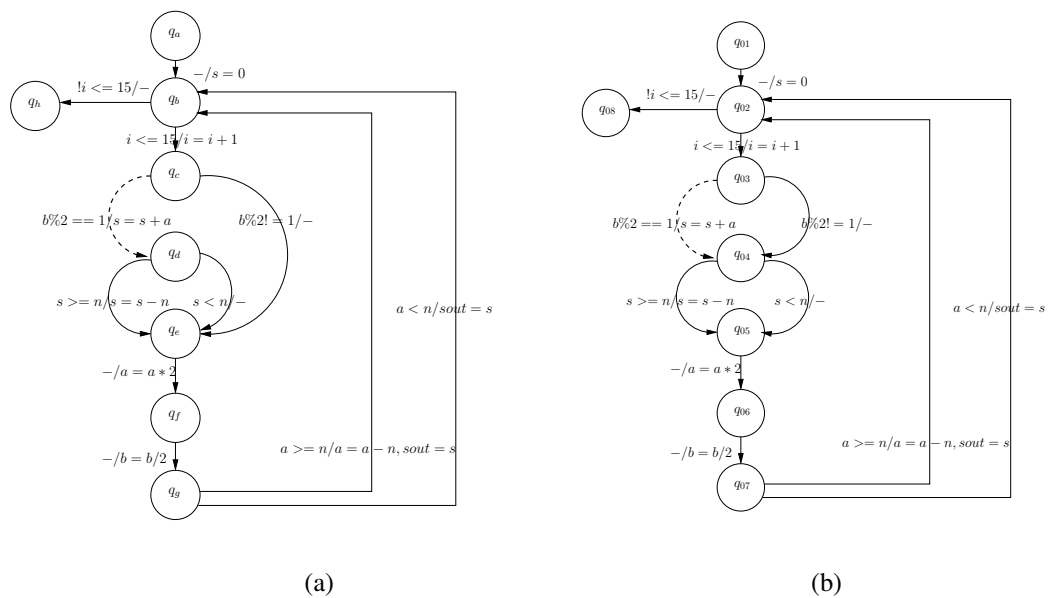 q_a
−/s = 0
!i <= 15/−
q_h
q_b
i <= 15/i = i + 1
q_c
b%2 == 1/s = s + a
b%2! = 1/−
q_d
s >= n/s = s − n
s < n/−
a < n/sout = s
q_e
−/a = a ∗ 2
q_f
a >= n/a = a − n, sout = s
−/b = b/2
q_g
(a)
q_01
−/s = 0
!i <= 15/−
q_08
q_02
i <= 15/i = i + 1
q_03
b%2 == 1/s = s + a
b%2! = 1/−
q_04
s >= n/s = s − n
s < n/−
a < n/sout = s
q_05
−/a = a ∗ 2
q_06
a >= n/a = a − n, sout = s
−/b = b/2
q_07
(b)